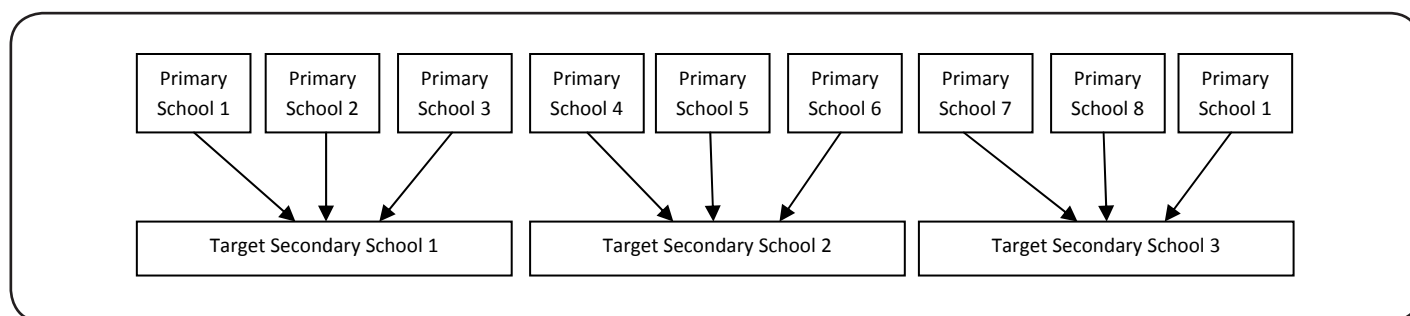 Primary
School 1
Primary
School 2
Primary
School 3
Primary
School 4
Primary
School 5
Primary
School 6
Primary
School 7
Primary
School 8
Primary
School 1
Target Secondary School 1
Target Secondary School 2
Target Secondary School 3